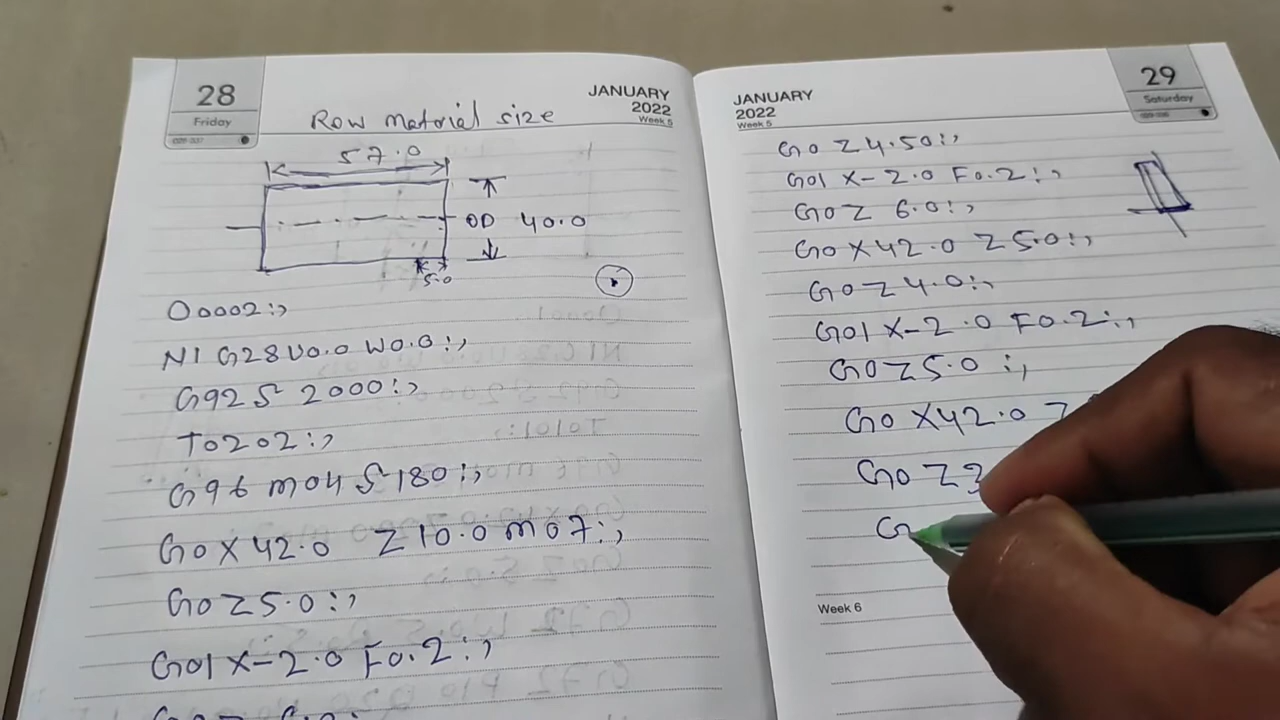 28
Friday
JANUARY
2022
Week 5
Row material size
57.0
OD 40.0
5.0
O0002:,
N1 G28 U0.0 W0.0:,
G92 S 2000:,
T0202:,
G96 m04 S 180:,
G0 X 42.0 Z10.0 m07:,
G0 Z5.0:,
G01 X-2.0 F0.2:,
JANUARY
2022
Week 5
29
Saturday
G0 Z4.50:,
G01 X-2.0 F0.2:,
G0 Z 6.0:,
G0 X42.0 Z5.0:,
G0 Z4.0:,
G01 X-2.0 F0.2:,
G0 Z5.0:,
G0 X42.0 Z
G0 Z3
G
Week 6